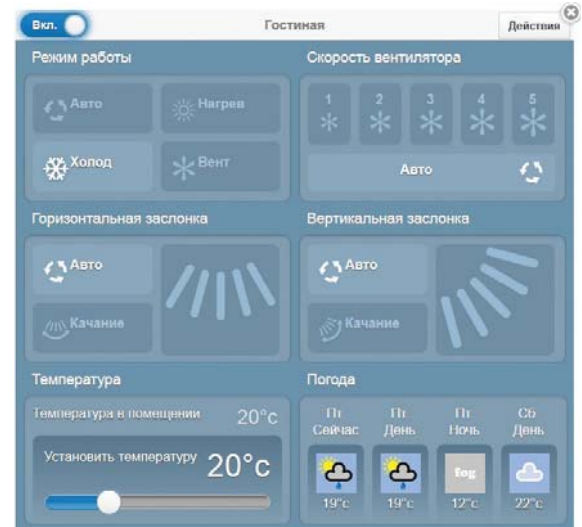 Вкл.
Гостиная
Действия
Режим работы
Авто
Нагрев
Холод
Вент
Скорость вентилятора
1 2 3 4 5
Авто
Горизонтальная заслонка
Авто
Качание
Вертикальная заслонка
Авто
Качание
Температура
Температура в помещении 20°c
Установить температуру 20°c
Погода
Пт Пт Пт Сб
Сейчас День Ночь День
fog
19°c 19°c 12°c 22°c